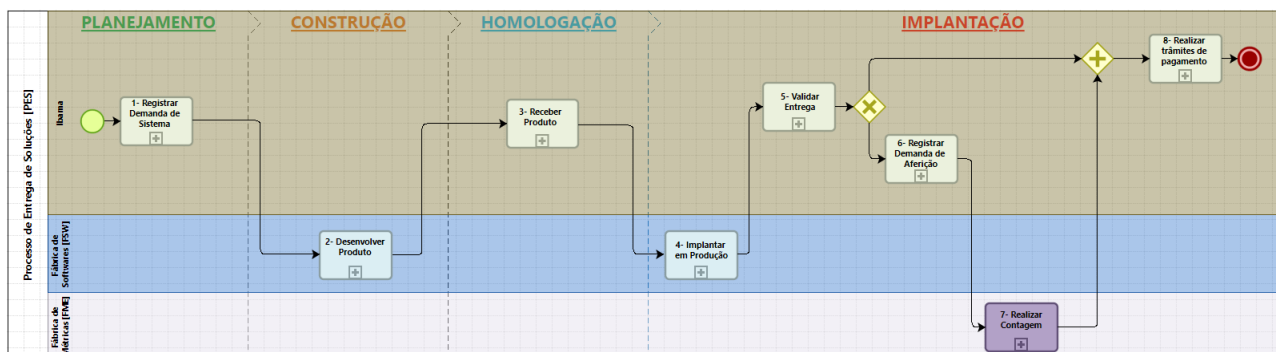 PLANEJAMENTO
CONSTRUÇÃO
HOMOLOGAÇÃO
IMPLANTAÇÃO
Processo de Entrega de Soluções [PES]
Ibama
1- Registrar
Demanda de
Sistema
3- Receber
Produto
5- Validar
Entrega
6- Registrar
Demanda de
Aferição
8- Realizar
trâmites de
pagamento
Fábrica de
Softwares [FSW]
2- Desenvolver
Produto
4- Implantar
em Produção
Fábrica de
Métricas [FME]
7- Realizar
Contagem